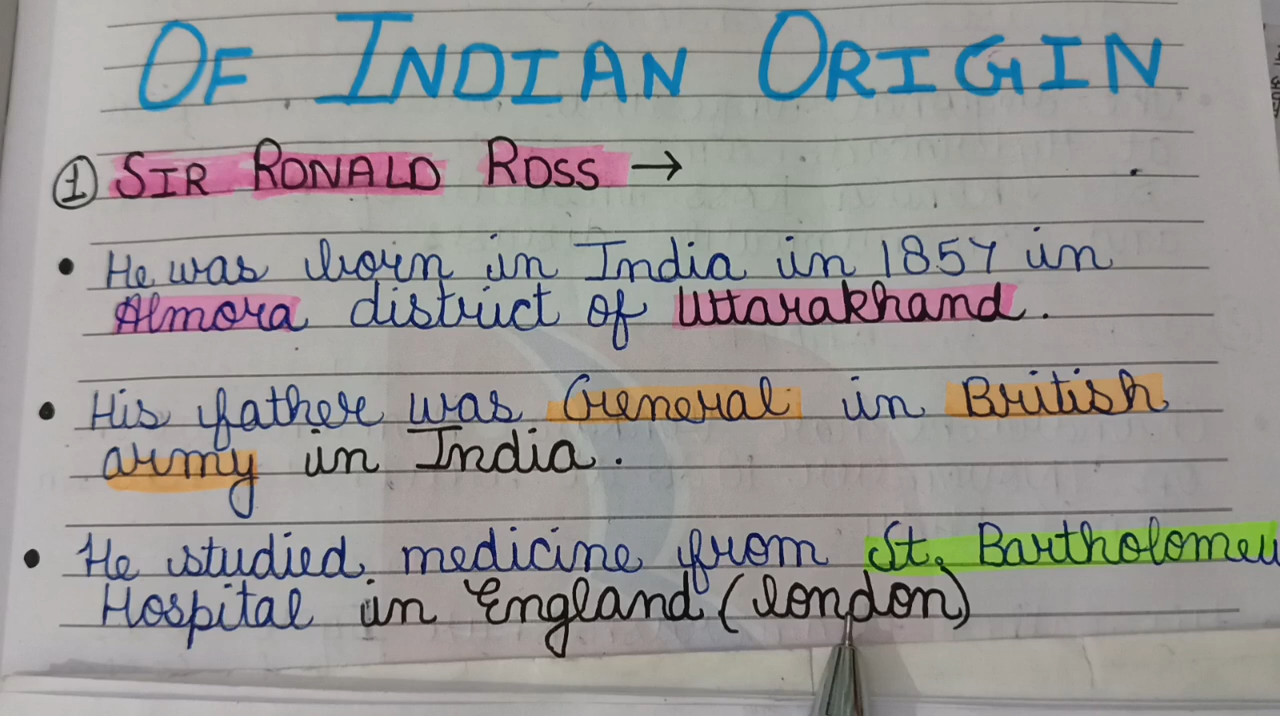 OF INDIAN ORIGIN
① SIR RONALD ROSS →
• He was born in India in 1857 in
Almora district of Uttarakhand.
• His father was General in British
army in India.
• He studied medicine from St. Bartholomew
Hospital in England (london)